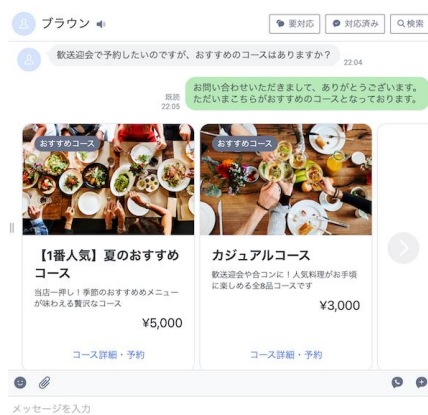 ブラウン
要対応
対応済み
検索
歓送迎会で予約したいのですが、おすすめのコースはありますか？
22:04
お問い合わせいただきまして、ありがとうございます。
ただいまこちらがおすすめのコースとなっております。
既読
22:05
おすすめコース
【1番人気】夏のおすすめ
コース
当店一押し！季節のおすすめメニュー
が味わえる贅沢なコース
¥5,000
コース詳細・予約
おすすめコース
カジュアルコース
歓送迎会や合コンに！人気料理がお手頃
に楽しめる全8品コースです
¥3,000
コース詳細・予約
メッセージを入力